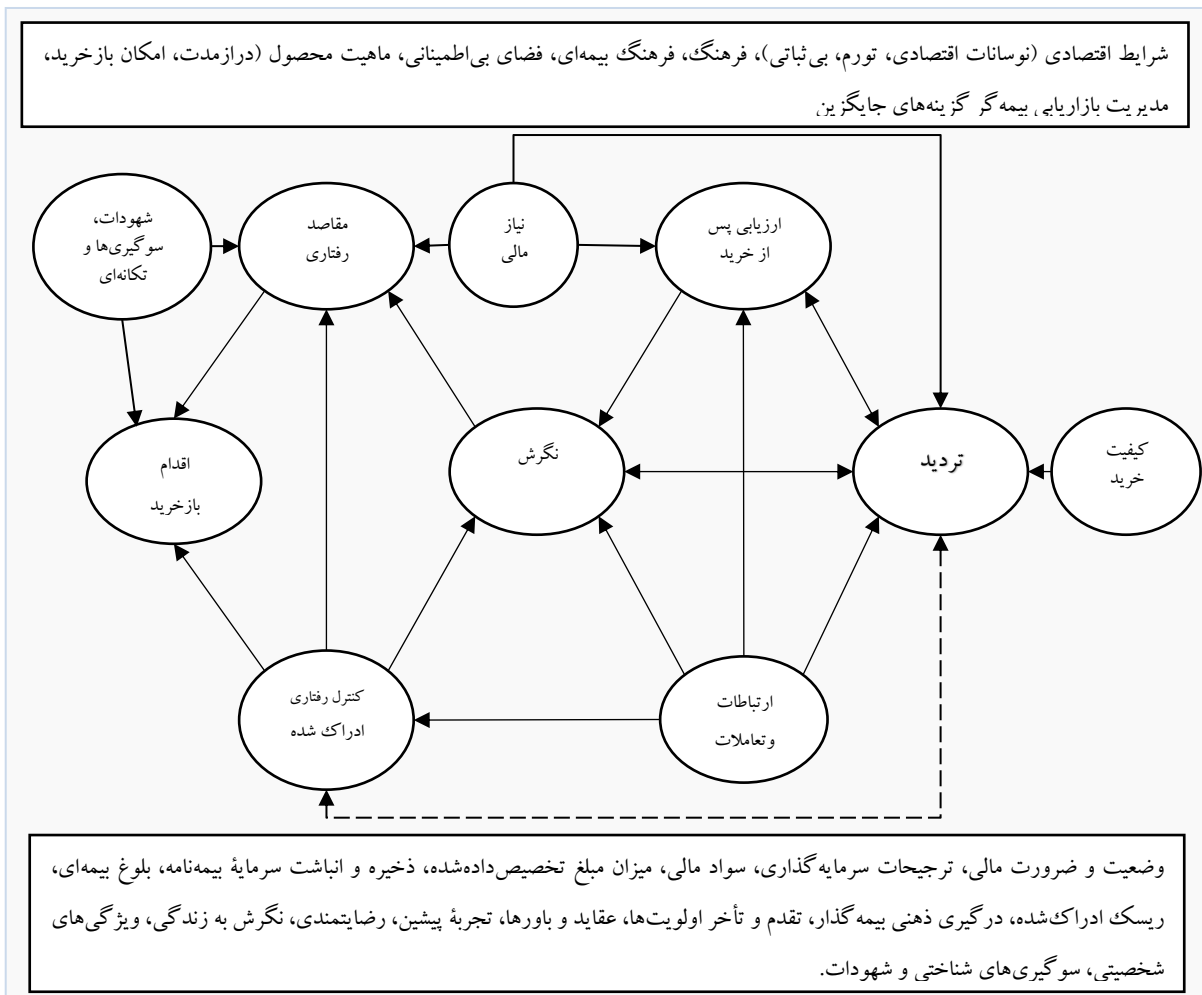 شرایط اقتصادی (نوسانات اقتصادی، تورم، بی‌ثباتی)، فرهنگ، فرهنگ بیمه‌ای، فضای بی‌اطمینانی، ماهیت محصول (درازمدت، امکان بازخرید،
مدیریت بازاریابی بیمه‌گر گزینه‌های جایگزین
ارزیابی پس
از خرید
نیاز
مالی
مقاصد
رفتاری
شهودات،
سوگیری‌ها و
تکانه‌ای
کیفیت
خرید
تردید
نگرش
اقدام
بازخرید
ارتباطات
وتعاملات
کنترل رفتاری
ادراک شده
وضعیت و ضرورت مالی، ترجیحات سرمایه‌گذاری، سواد مالی، میزان مبلغ تخصیص‌داده‌شده، ذخیره و انباشت سرمایۀ بیمه‌نامه، بلوغ بیمه‌ای،
ریسک ادراک‌شده، درگیری ذهنی بیمه‌گذار، تقدم و تأخر اولویت‌ها، عقاید و باورها، تجربۀ پیشین، رضایتمندی، نگرش به زندگی، ویژگی‌های
شخصیتی، سوگیری‌های شناختی و شهودات.